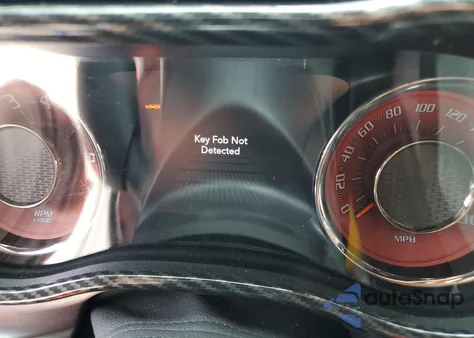 Key Fob Not
Detected
RPM
x1000
0
20
40
60
80
100
120
MPH
autoSnap